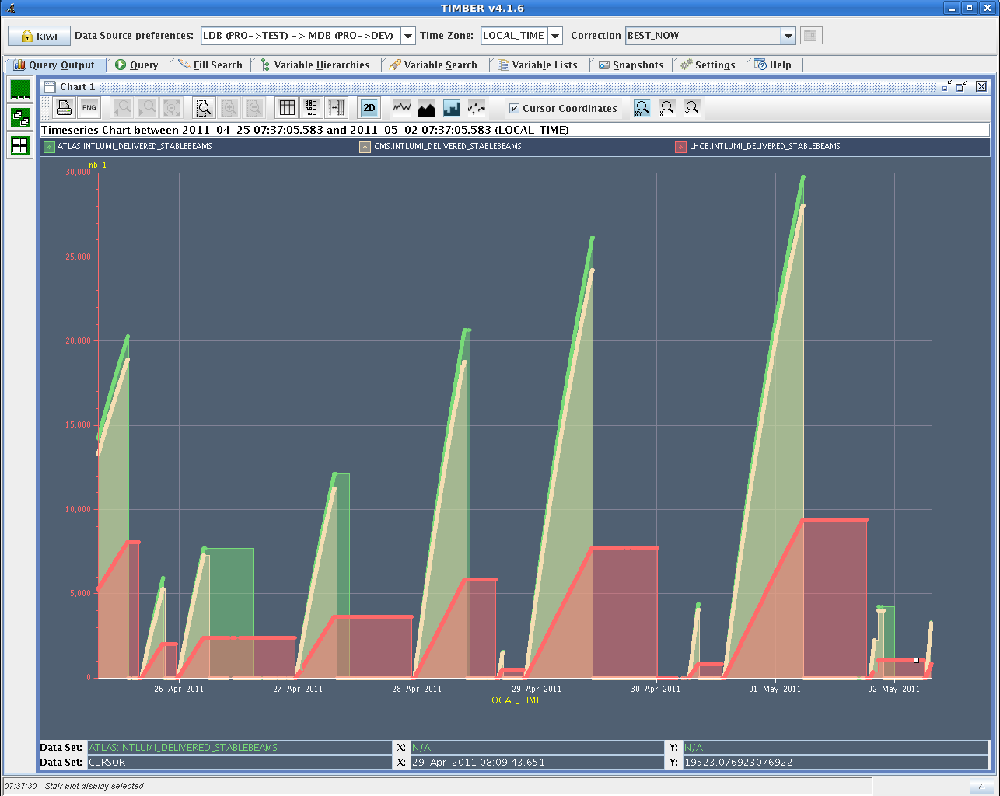 TIMBER v4.1.6
kiwi Data Source preferences: LDB (PRO->TEST) -> MDB (PRO->DEV) Time Zone: LOCAL_TIME Correction BEST_NOW
Query Output Query Fill Search Variable Hierarchies Variable Search Variable Lists Snapshots Settings Help
Chart 1
PNG 2D Cursor Coordinates XY X Y
Timeseries Chart between 2011-04-25 07:37:05.583 and 2011-05-02 07:37:05.583 (LOCAL_TIME)
ATLAS:INTLUMI_DELIVERED_STABLEBEAMS CMS:INTLUMI_DELIVERED_STABLEBEAMS LHCB:INTLUMI_DELIVERED_STABLEBEAMS
nb-1
30,000
25,000
20,000
15,000
10,000
5,000
0
26-Apr-2011 27-Apr-2011 28-Apr-2011 29-Apr-2011 30-Apr-2011 01-May-2011 02-May-2011
LOCAL_TIME
Data Set: ATLAS:INTLUMI_DELIVERED_STABLEBEAMS X: N/A Y: N/A
Data Set: CURSOR X: 29-Apr-2011 08:09:43.651 Y: 19523.076923076922
07:37:30 - Stair plot display selected